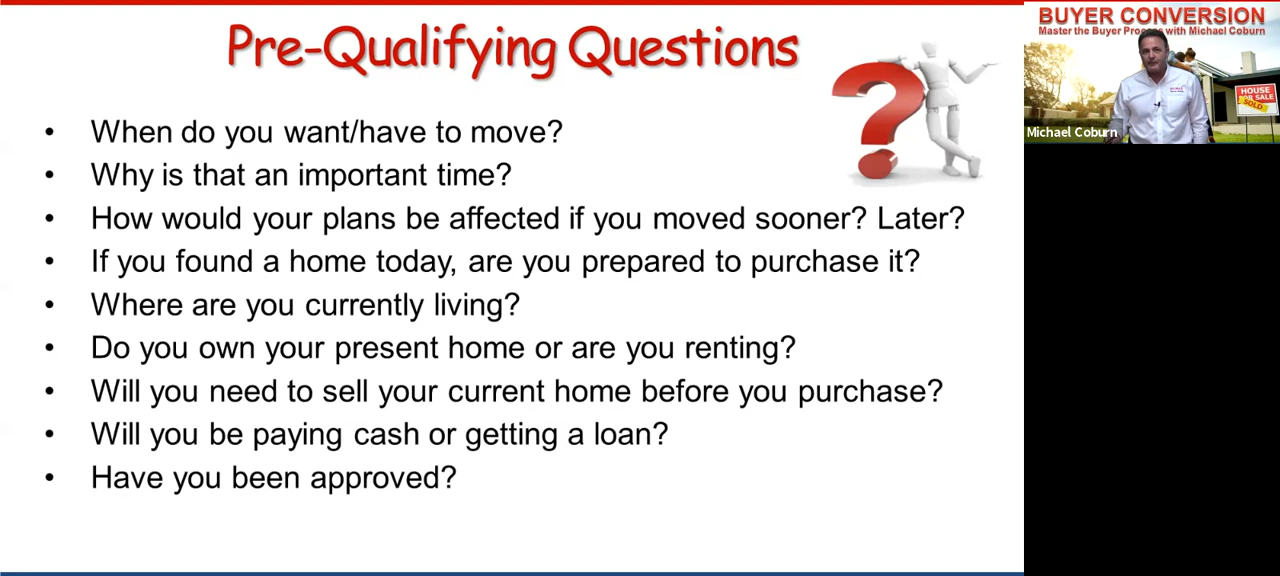 Pre-Qualifying Questions
• When do you want/have to move?
• Why is that an important time?
• How would your plans be affected if you moved sooner? Later?
• If you found a home today, are you prepared to purchase it?
• Where are you currently living?
• Do you own your present home or are you renting?
• Will you need to sell your current home before you purchase?
• Will you be paying cash or getting a loan?
• Have you been approved?
BUYER CONVERSION
Master the Buyer Process with Michael Coburn
HOUSE
FOR SALE
SOLD
Michael Coburn